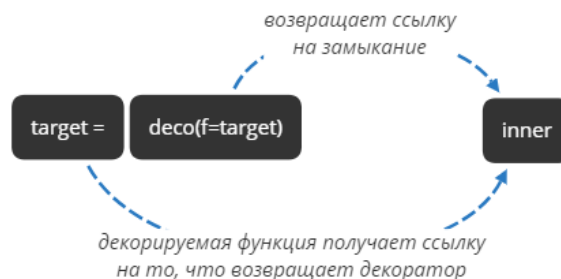 возвращает ссылку
на замыкание
target = deco(f=target) inner
декорируемая функция получает ссылку
на то, что возвращает декоратор